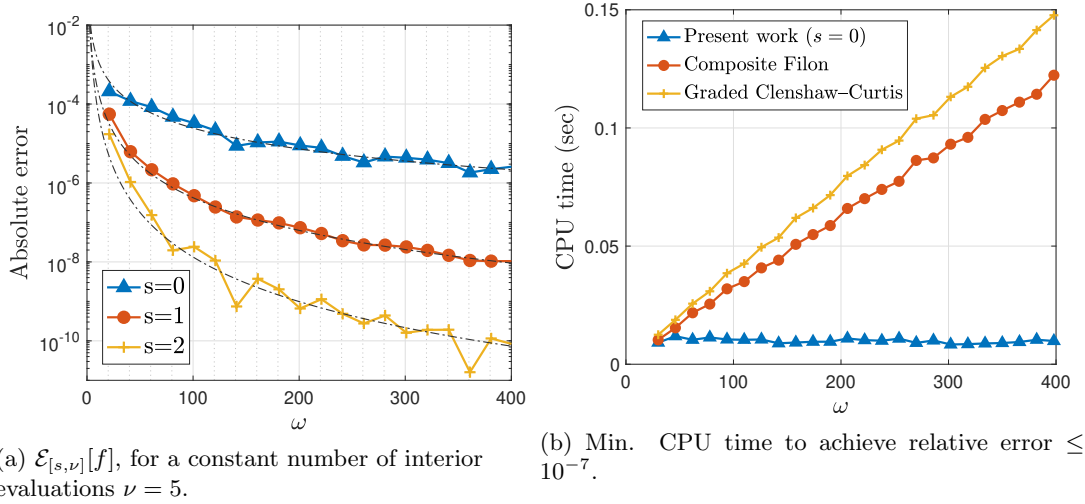 10^{-2}
10^{-4}
10^{-6}
10^{-8}
10^{-10}
Absolute error
s=0
s=1
s=2
0 100 200 300 400
ω
(a) 𝓔_{[s,ν]}[f], for a constant number of interior
evaluations ν = 5.
0.15
0.1
0.05
0
CPU time (sec)
Present work (s = 0)
Composite Filon
Graded Clenshaw–Curtis
0 100 200 300 400
ω
(b) Min. CPU time to achieve relative error ≤
10^{-7}.